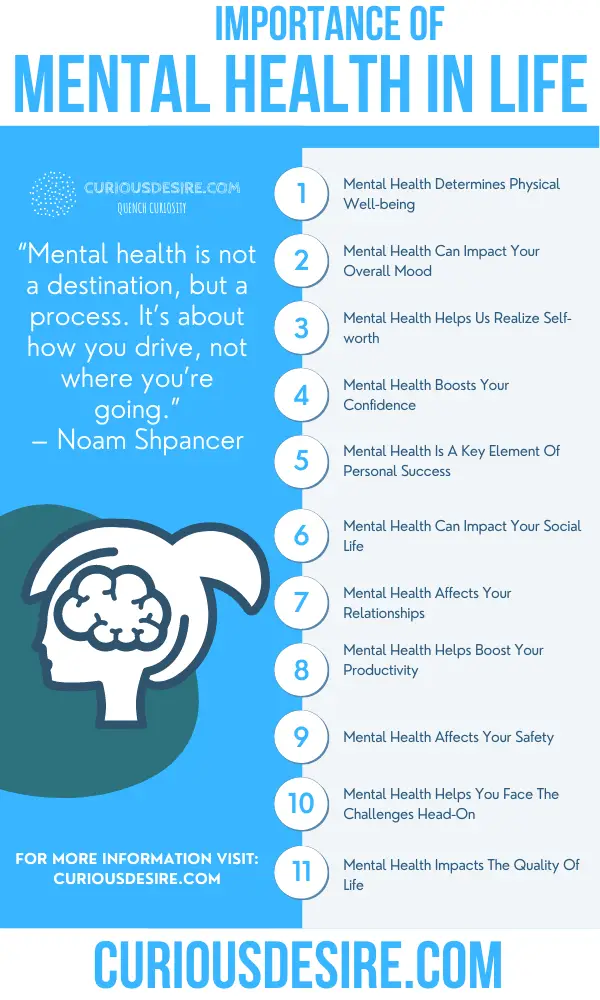 IMPORTANCE OF
MENTAL HEALTH IN LIFE
CURIOUSDESIRE.COM
QUENCH CURIOSITY
“Mental health is not
a destination, but a
process. It’s about
how you drive, not
where you’re
going.”
– Noam Shpancer
FOR MORE INFORMATION VISIT:
CURIOUSDESIRE.COM
1
Mental Health Determines Physical
Well-being
2
Mental Health Can Impact Your
Overall Mood
3
Mental Health Helps Us Realize Self-
worth
4
Mental Health Boosts Your
Confidence
5
Mental Health Is A Key Element Of
Personal Success
6
Mental Health Can Impact Your Social
Life
7
Mental Health Affects Your
Relationships
8
Mental Health Helps Boost Your
Productivity
9
Mental Health Affects Your Safety
10
Mental Health Helps You Face The
Challenges Head-On
11
Mental Health Impacts The Quality Of
Life
CURIOUSDESIRE.COM